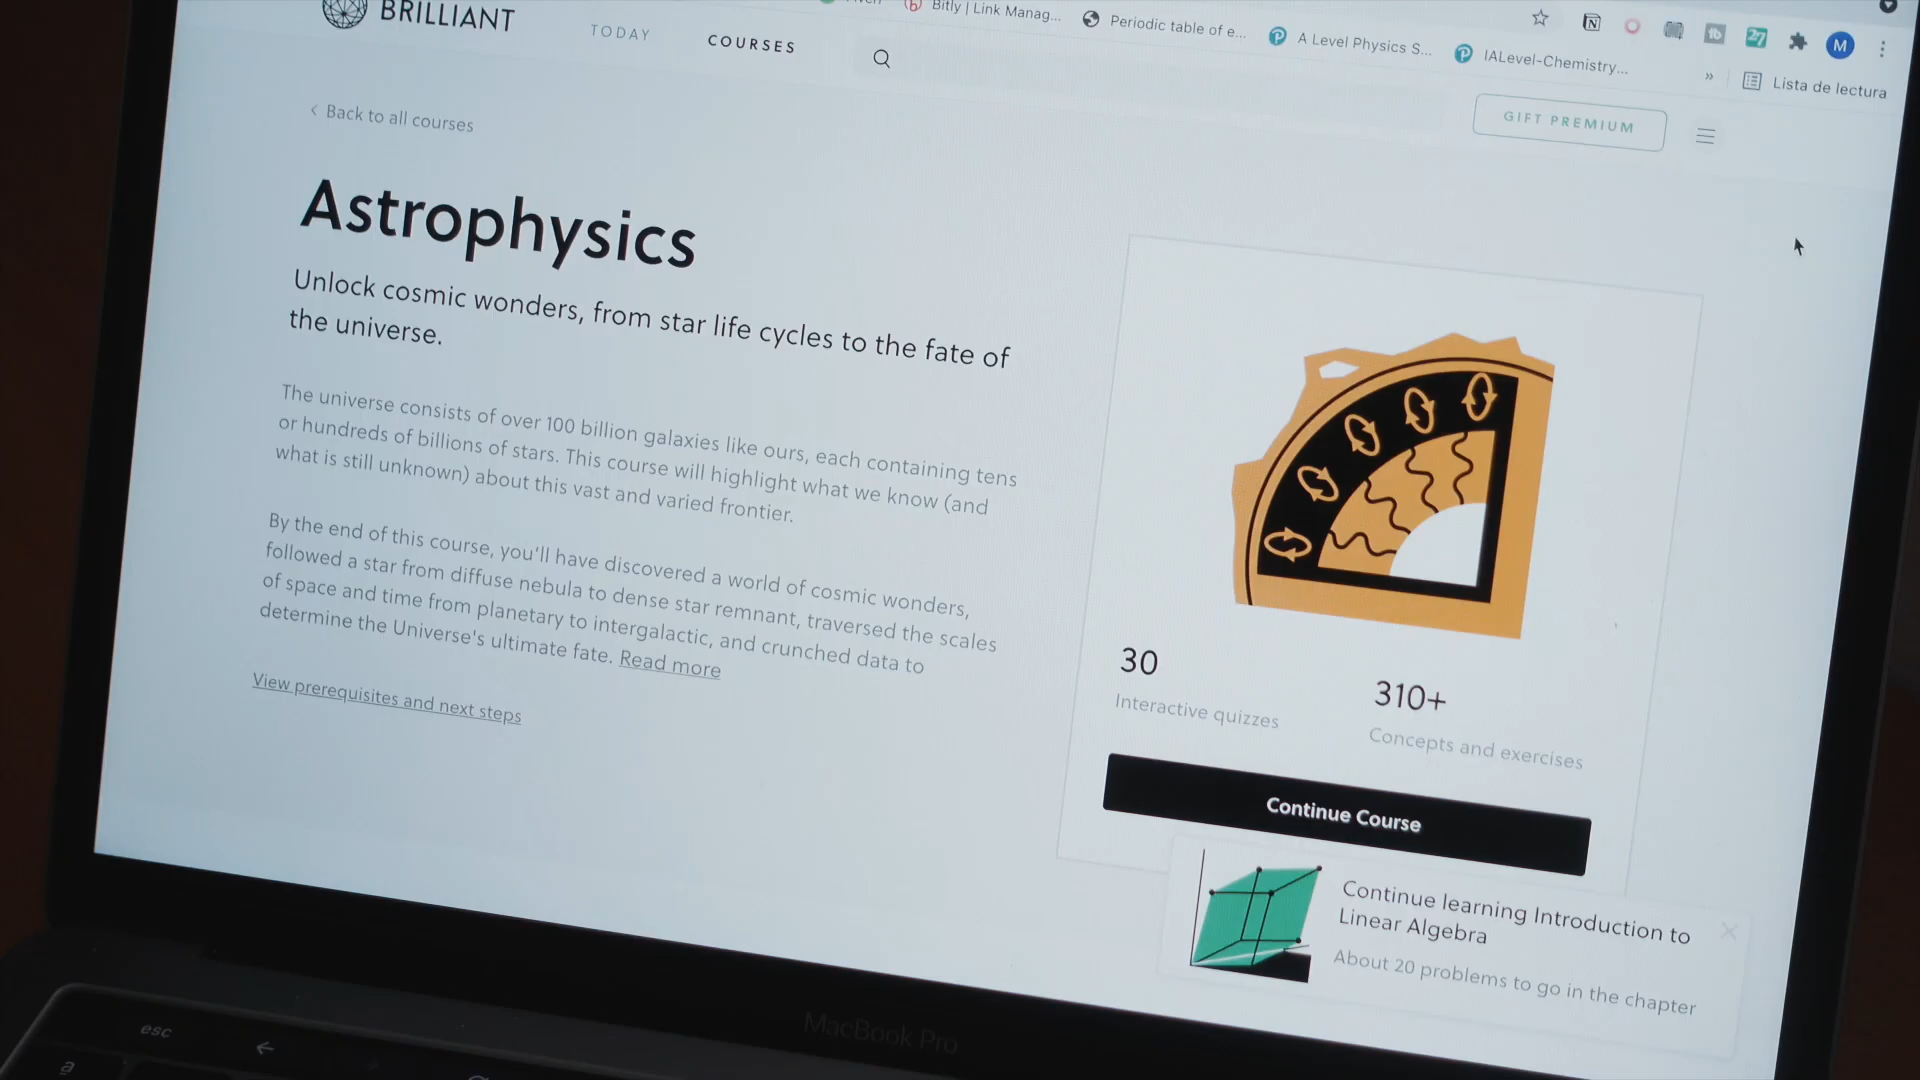 BRILLIANT
TODAY
COURSES
Bitly | Link Manag...
Periodic table of e...
A Level Physics S...
IALevel-Chemistry...
M
»
Lista de lectura
GIFT PREMIUM
‹ Back to all courses
Astrophysics
Unlock cosmic wonders, from star life cycles to the fate of
the universe.
The universe consists of over 100 billion galaxies like ours, each containing tens
or hundreds of billions of stars. This course will highlight what we know (and
what is still unknown) about this vast and varied frontier.
By the end of this course, you'll have discovered a world of cosmic wonders,
followed a star from diffuse nebula to dense star remnant, traversed the scales
of space and time from planetary to intergalactic, and crunched data to
determine the Universe's ultimate fate. Read more
View prerequisites and next steps
30
Interactive quizzes
310+
Concepts and exercises
Continue Course
Continue learning Introduction to
Linear Algebra
About 20 problems to go in the chapter
MacBook Pro
esc
a